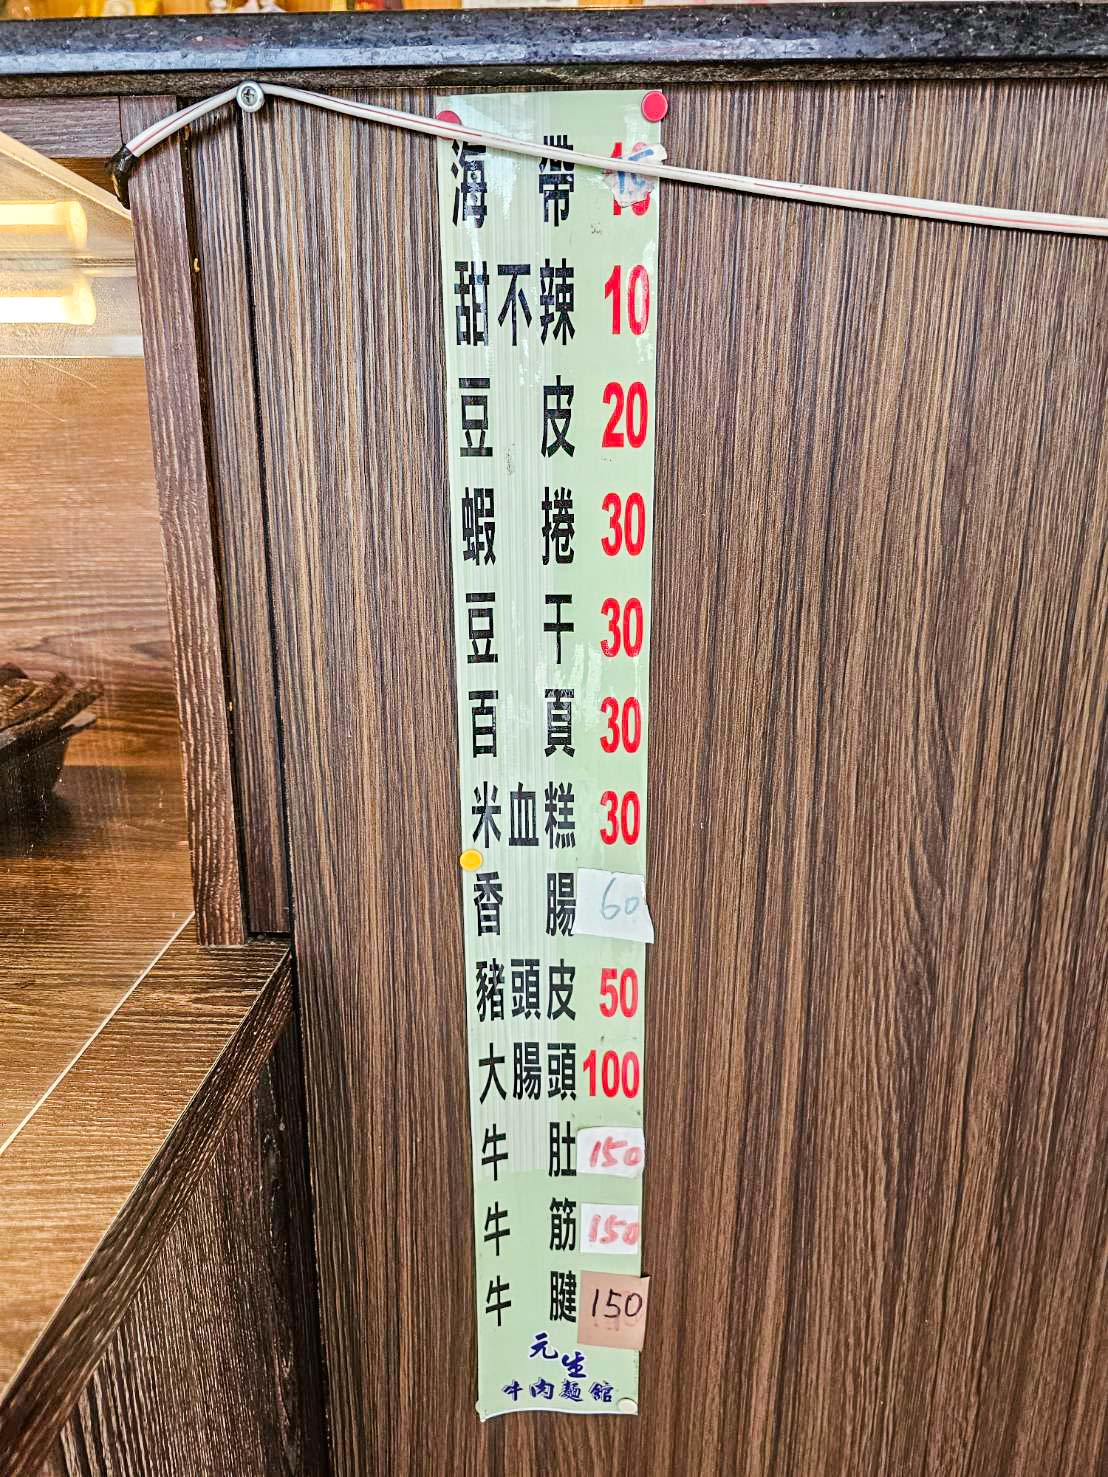 海帶
甜不辣 10
豆皮 20
蝦捲 30
豆干 30
百頁 30
米血糕 30
香腸 60
豬頭皮 50
大腸頭 100
牛肚 150
牛筋 150
牛腱 150
元生
牛肉麵館